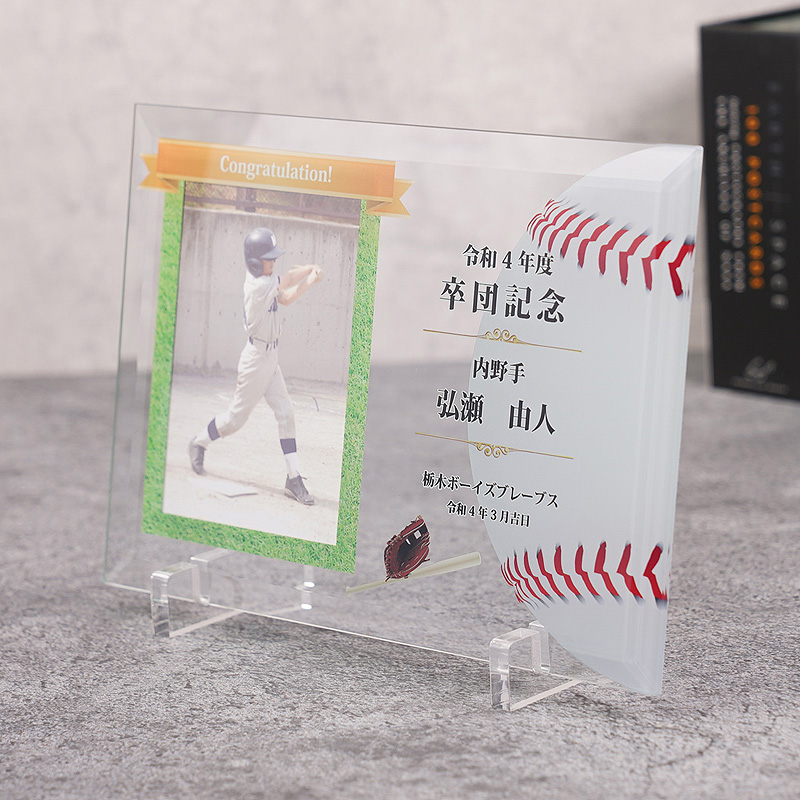 Congratulation!
令和4年度
卒団記念
内野手
弘瀬 由人
栃木ボーイズブレーブス
令和4年3月吉日